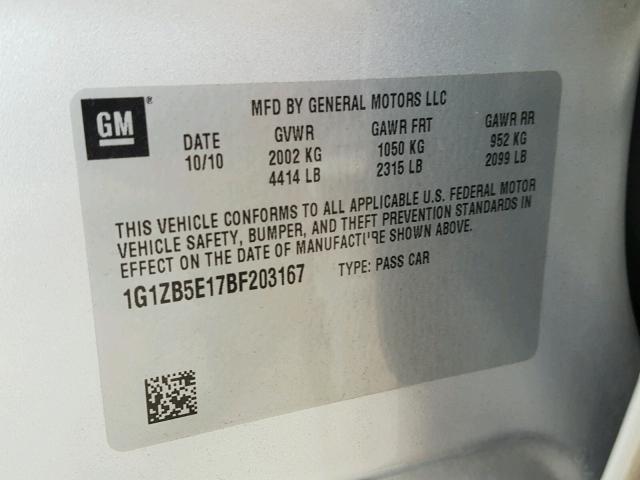 GM®
MFD BY GENERAL MOTORS LLC
DATE GVWR GAWR FRT GAWR RR
10/10 2002 KG 1050 KG 952 KG
4414 LB 2315 LB 2099 LB
THIS VEHICLE CONFORMS TO ALL APPLICABLE U.S. FEDERAL MOTOR
VEHICLE SAFETY, BUMPER, AND THEFT PREVENTION STANDARDS IN
EFFECT ON THE DATE OF MANUFACTURE SHOWN ABOVE.
1G1ZB5E17BF203167 TYPE: PASS CAR